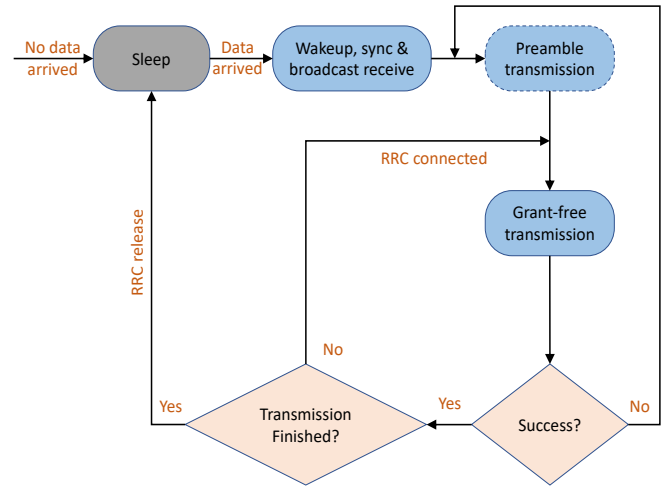 No data
arrived
Sleep
Data
arrived
Wakeup, sync &
broadcast receive
Preamble
transmission
RRC connected
Grant-free
transmission
RRC release
No
Yes
Transmission
Finished?
Yes
Success?
No